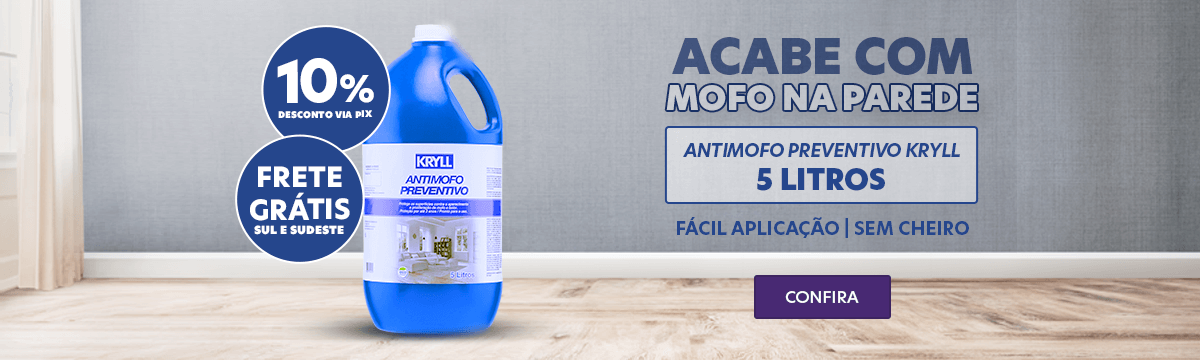 10%
DESCONTO VIA PIX
FRETE
GRÁTIS
SUL E SUDESTE
KRYLL
ANTIMOFO
PREVENTIVO
5 Litros
ACABE COM
MOFO NA PAREDE
ANTIMOFO PREVENTIVO KRYLL
5 LITROS
FÁCIL APLICAÇÃO | SEM CHEIRO
CONFIRA